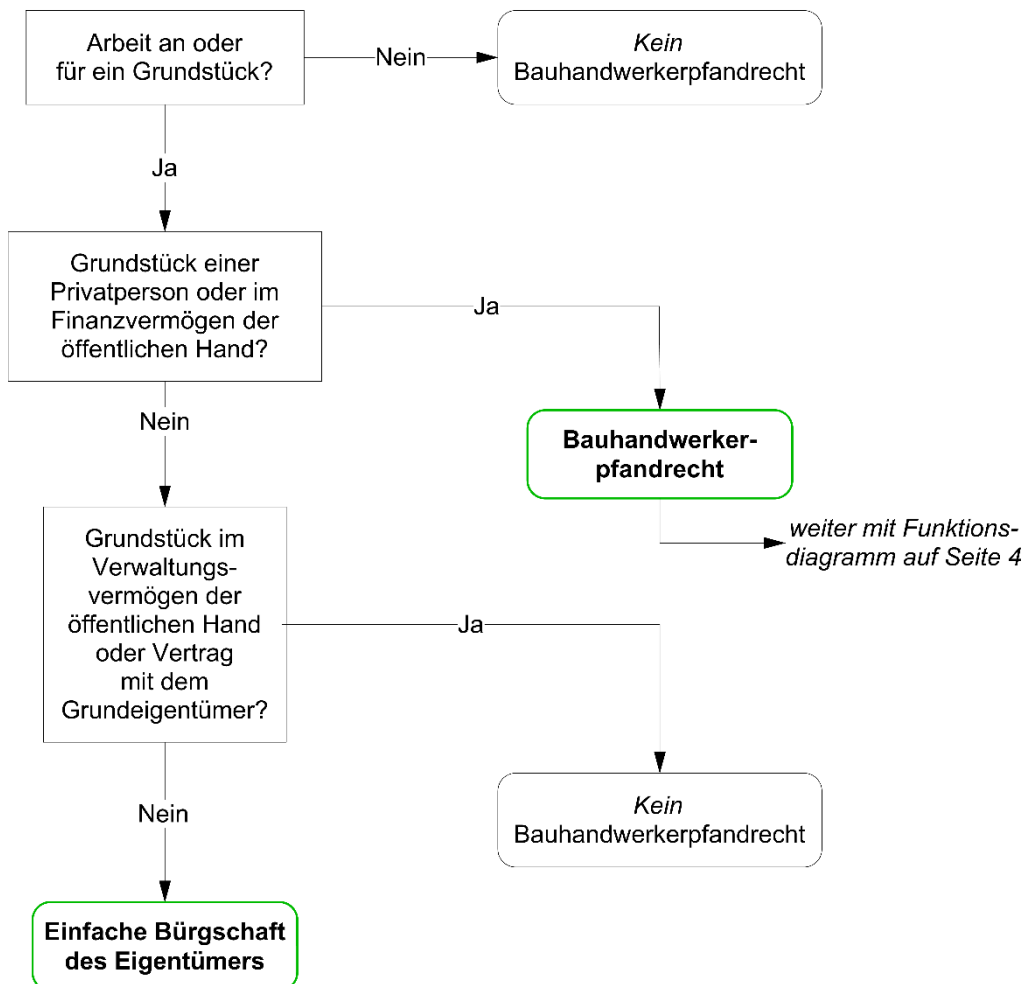 Arbeit an oder
für ein Grundstück?
Nein
Kein
Bauhandwerkerpfandrecht
Ja
Grundstück einer
Privatperson oder im
Finanzvermögen der
öffentlichen Hand?
Ja
Nein
Bauhandwerker-
pfandrecht
weiter mit Funktions-
diagramm auf Seite 4
Grundstück im
Verwaltungs-
vermögen der
öffentlichen Hand
oder Vertrag
mit dem
Grundeigentümer?
Ja
Kein
Bauhandwerkerpfandrecht
Nein
Einfache Bürgschaft
des Eigentümers